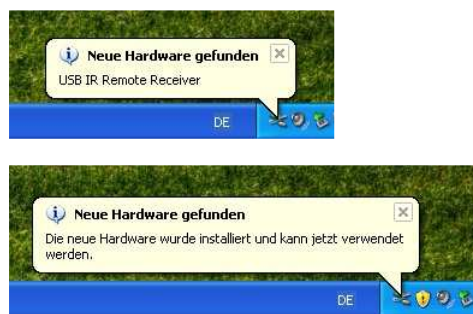 Neue Hardware gefunden
USB IR Remote Receiver
DE
Neue Hardware gefunden
Die neue Hardware wurde installiert und kann jetzt verwendet
werden.
DE